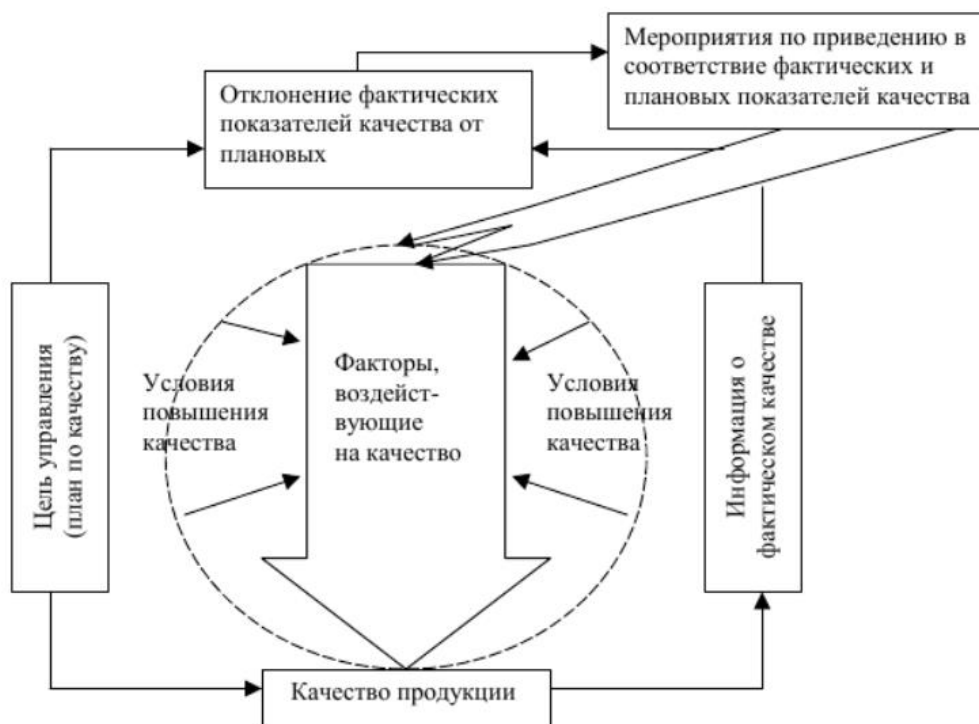 Мероприятия по приведению в
соответствие фактических и
плановых показателей качества
Отклонение фактических
показателей качества от
плановых
Цель управления
(план по качеству)
Условия
повышения
качества
Факторы,
воздейст-
вующие
на качество
Условия
повышения
качества
Информация о
фактическом качестве
Качество продукции